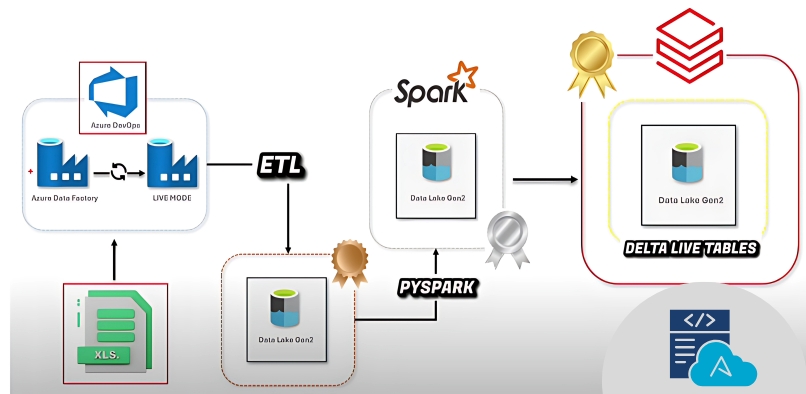 Azure DevOps
Azure Data Factory
LIVE MODE
ETL
XLS.
Data Lake Gen2
PYSPARK
Spark
Data Lake Gen2
Data Lake Gen2
DELTA LIVE TABLES
</>